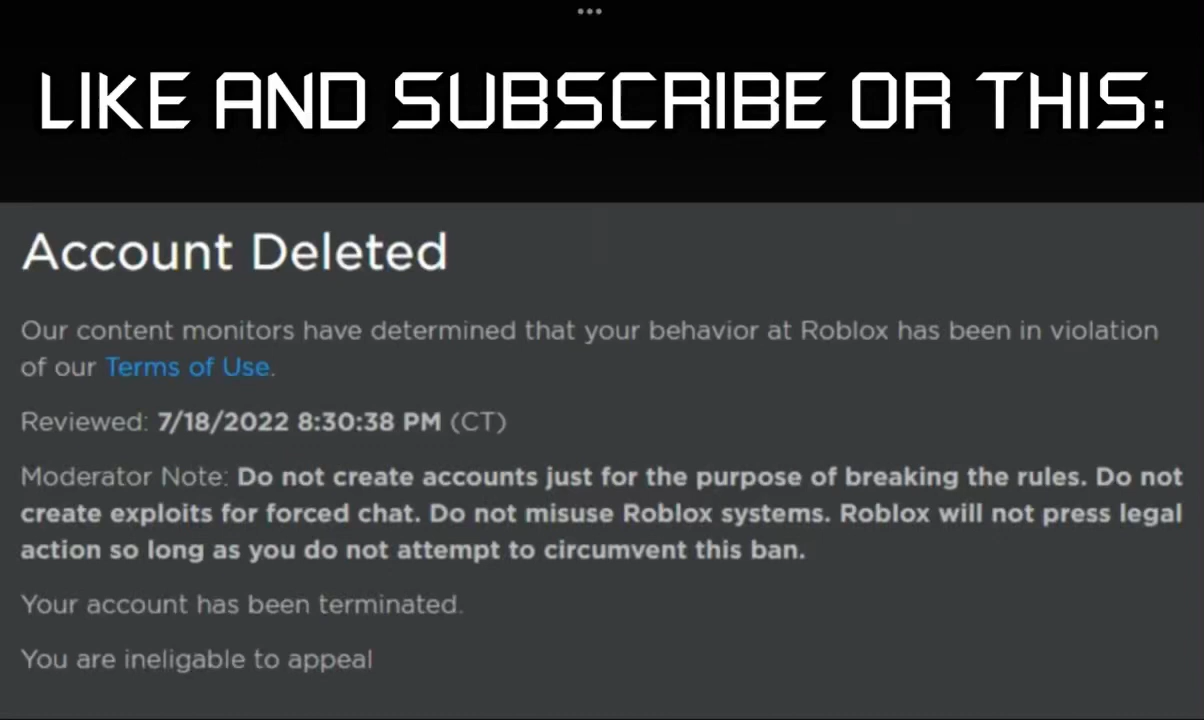 LIKE AND SUBSCRIBE OR THIS:
Account Deleted
Our content monitors have determined that your behavior at Roblox has been in violation
of our Terms of Use.
Reviewed: 7/18/2022 8:30:38 PM (CT)
Moderator Note: Do not create accounts just for the purpose of breaking the rules. Do not
create exploits for forced chat. Do not misuse Roblox systems. Roblox will not press legal
action so long as you do not attempt to circumvent this ban.
Your account has been terminated.
You are ineligable to appeal